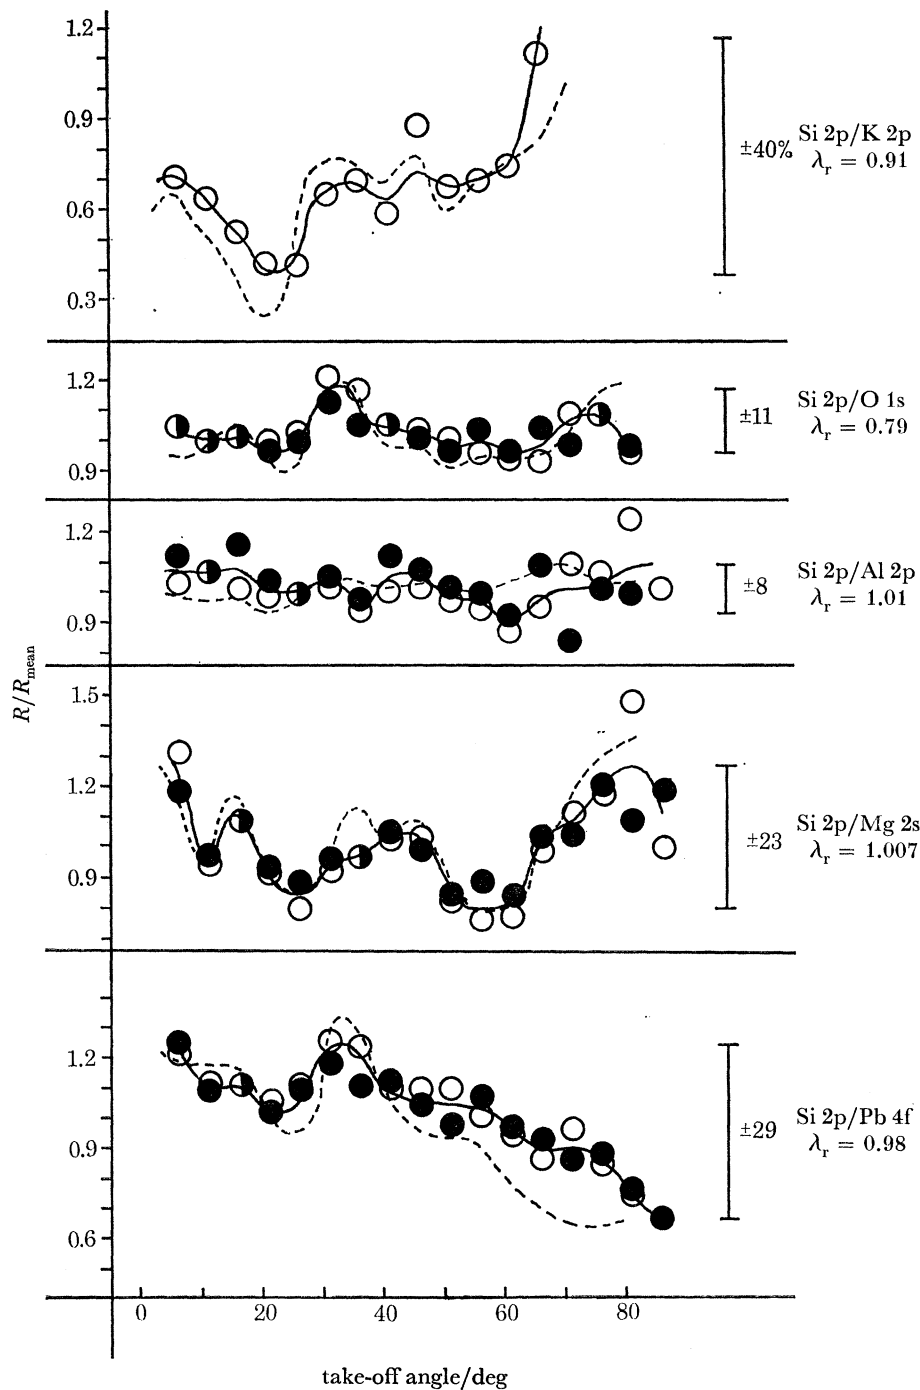 1.2
0.9
0.6
0.3
±40%
Si 2p/K 2p
λr = 0.91
1.2
0.9
±11
Si 2p/O 1s
λr = 0.79
1.2
0.9
±8
Si 2p/Al 2p
λr = 1.01
R/Rmean
1.5
1.2
0.9
±23
Si 2p/Mg 2s
λr = 1.007
1.2
0.9
0.6
±29
Si 2p/Pb 4f
λr = 0.98
0 20 40 60 80
take-off angle/deg